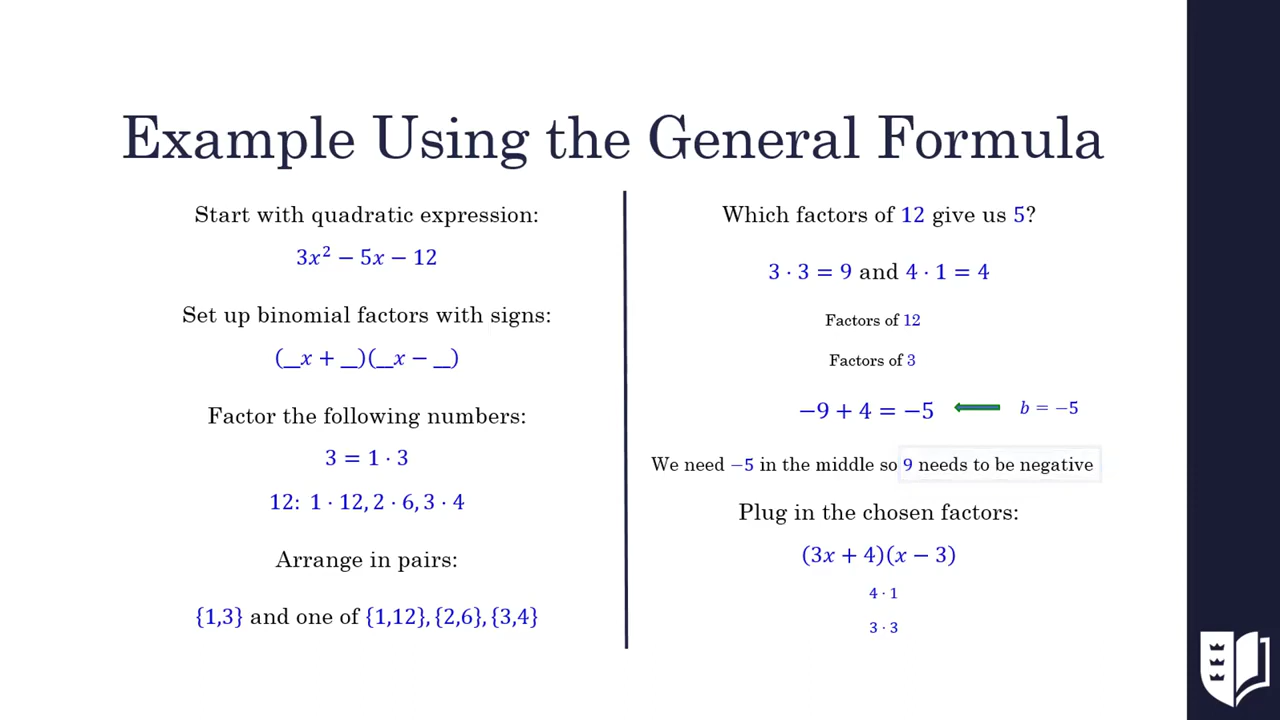 Example Using the General Formula
Start with quadratic expression:
3x² − 5x − 12
Set up binomial factors with signs:
(__x + __)(__x − __)
Factor the following numbers:
3 = 1 · 3
12: 1 · 12, 2 · 6, 3 · 4
Arrange in pairs:
{1,3} and one of {1,12}, {2,6}, {3,4}
Which factors of 12 give us 5?
3 · 3 = 9 and 4 · 1 = 4
Factors of 12
Factors of 3
−9 + 4 = −5 b = −5
We need −5 in the middle so 9 needs to be negative
Plug in the chosen factors:
(3x + 4)(x − 3)
4 · 1
3 · 3